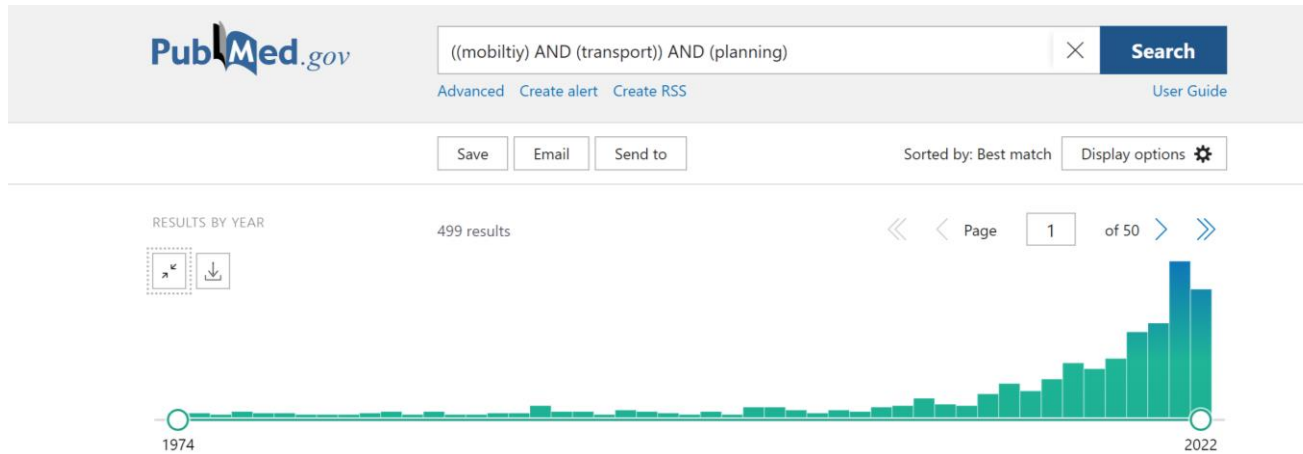 PubMed.gov
((mobiltiy) AND (transport)) AND (planning)
Search
Advanced Create alert Create RSS
User Guide
Save Email Send to
Sorted by: Best match Display options
RESULTS BY YEAR
499 results
Page 1 of 50
1974
2022